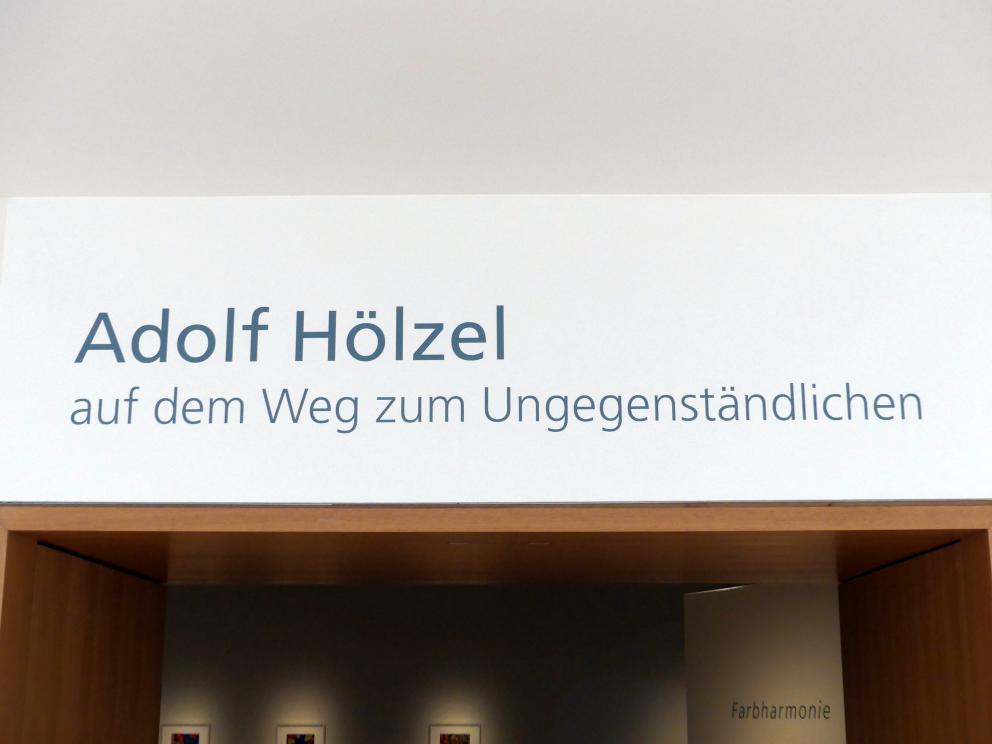 Adolf Hölzel
auf dem Weg zum Ungegenständlichen
Farbharmonie